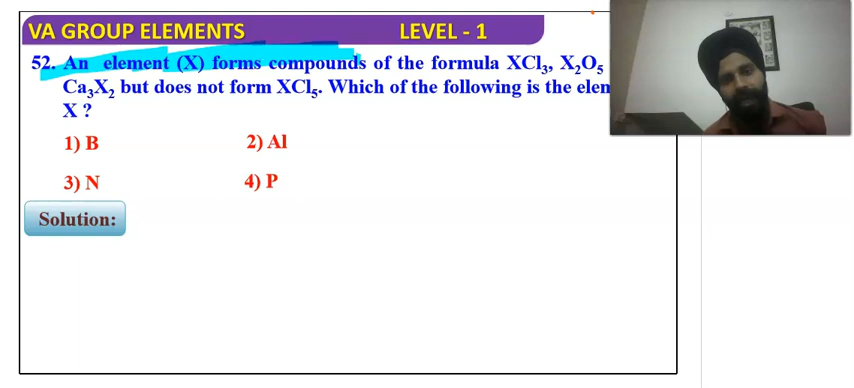 VA GROUP ELEMENTS LEVEL - 1
52. An element (X) forms compounds of the formula XCl₃, X₂O₅
Ca₃X₂ but does not form XCl₅. Which of the following is the elem
X ?
1) B 2) Al
3) N 4) P
Solution: